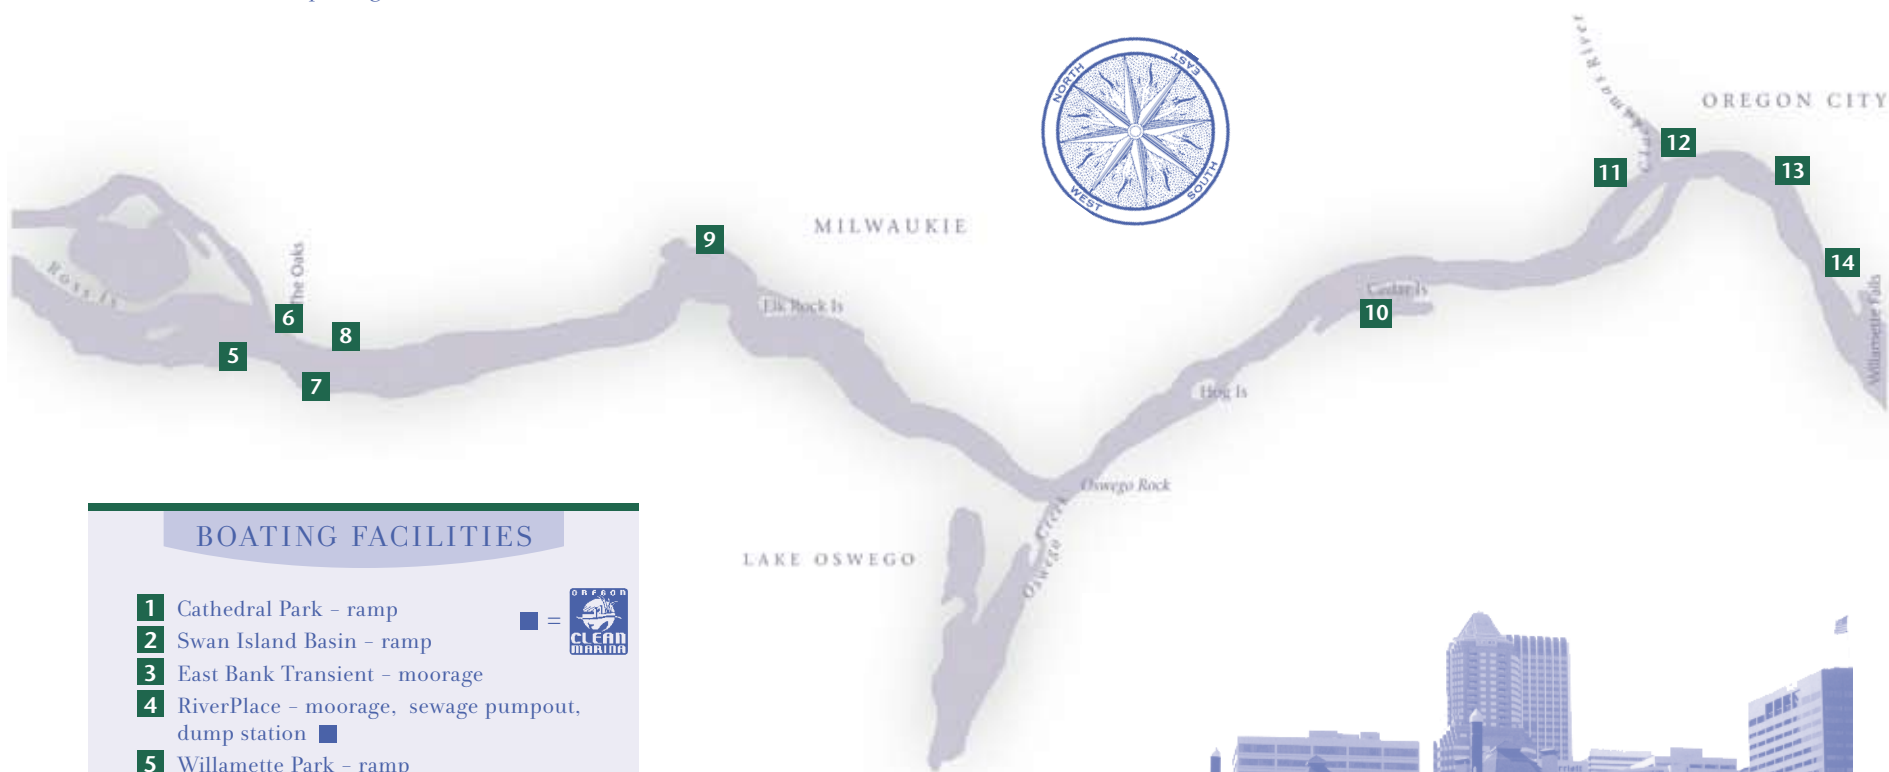 Clackamas River
OREGON CITY
NORTH
EAST
SOUTH
WEST
12
11
13
MILWAUKIE
9
14
Ross Is
The Oaks
6
8
5
7
Elk Rock Is
Cedar Is
10
Willamette Falls
Hog Is
Oswego Rock
Oswego Creek
LAKE OSWEGO
BOATING FACILITIES
1 Cathedral Park – ramp
2 Swan Island Basin – ramp
3 East Bank Transient – moorage
4 RiverPlace – moorage, sewage pumpout,
dump station
5 Willamette Park – ramp
=
OREGON
CLEAN
MARINA